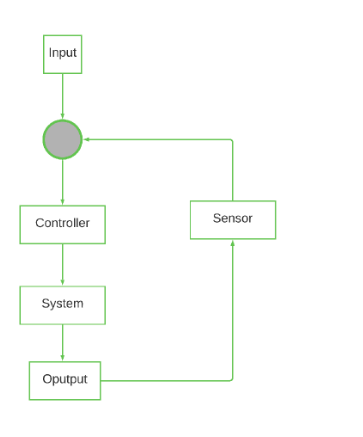 Input
Controller
Sensor
System
Oputput